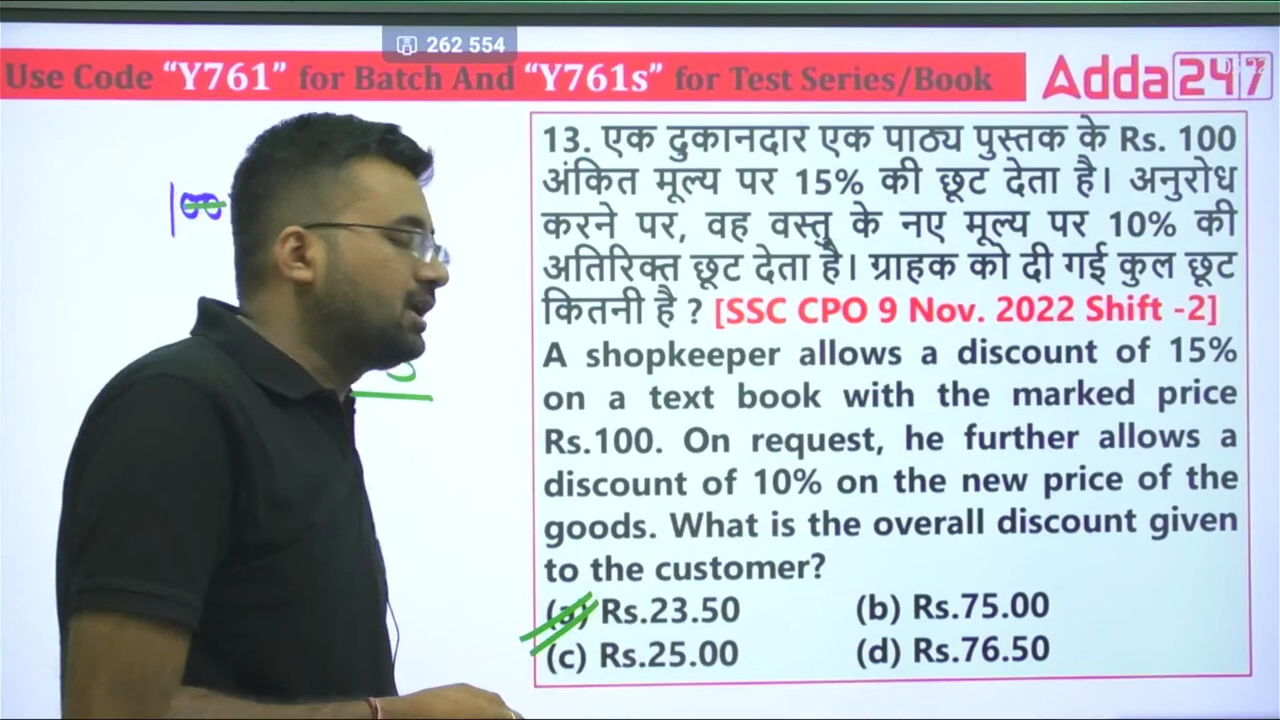 262 554
Use Code “Y761” for Batch And “Y761s” for Test Series/Book
Adda 247
13. एक दुकानदार एक पाठ्य पुस्तक के Rs. 100
अंकित मूल्य पर 15% की छूट देता है। अनुरोध
करने पर, वह वस्तु के नए मूल्य पर 10% की
अतिरिक्त छूट देता है। ग्राहक को दी गई कुल छूट
कितनी है ? [SSC CPO 9 Nov. 2022 Shift -2]
A shopkeeper allows a discount of 15%
on a text book with the marked price
Rs.100. On request, he further allows a
discount of 10% on the new price of the
goods. What is the overall discount given
to the customer?
(a) Rs.23.50 (b) Rs.75.00
(c) Rs.25.00 (d) Rs.76.50
100